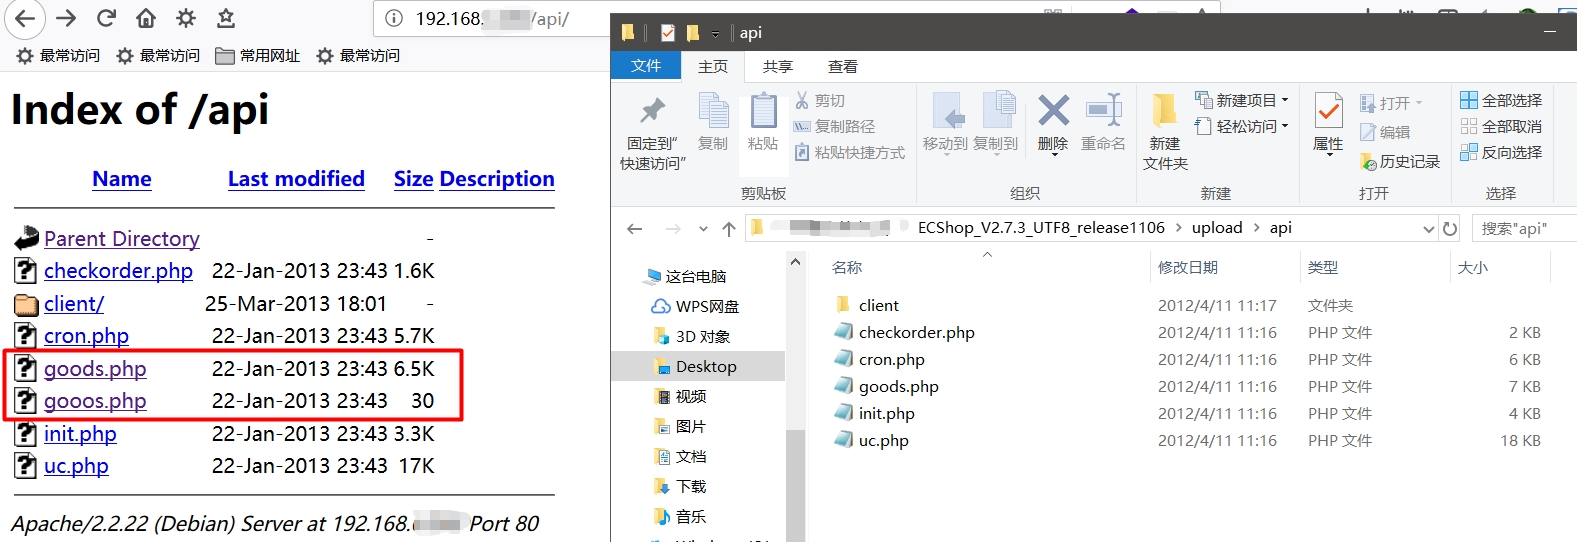 192.168. /api/
最常访问 最常访问 常用网址 最常访问
Index of /api
Name Last modified Size Description
Parent Directory -
checkorder.php 22-Jan-2013 23:43 1.6K
client/ 25-Mar-2013 18:01 -
cron.php 22-Jan-2013 23:43 5.7K
goods.php 22-Jan-2013 23:43 6.5K
gooos.php 22-Jan-2013 23:43 30
init.php 22-Jan-2013 23:43 3.3K
uc.php 22-Jan-2013 23:43 17K
Apache/2.2.22 (Debian) Server at 192.168. Port 80
api
文件 主页 共享 查看
固定到“
快速访问”
复制
粘贴
剪切
复制路径
粘贴快捷方式
剪贴板
移动到 复制到 删除 重命名
组织
新建
文件夹
新建项目
轻松访问
新建
属性
打开
编辑
历史记录
打开
全部选择
全部取消
反向选择
选择
ECShop_V2.7.3_UTF8_release1106 > upload > api
搜索"api"
这台电脑
WPS网盘
3D 对象
Desktop
视频
图片
文档
下载
音乐
名称 修改日期 类型 大小
client 2012/4/11 11:17 文件夹
checkorder.php 2012/4/11 11:16 PHP 文件 2 KB
cron.php 2012/4/11 11:16 PHP 文件 6 KB
goods.php 2012/4/11 11:16 PHP 文件 7 KB
init.php 2012/4/11 11:16 PHP 文件 4 KB
uc.php 2012/4/11 11:16 PHP 文件 18 KB